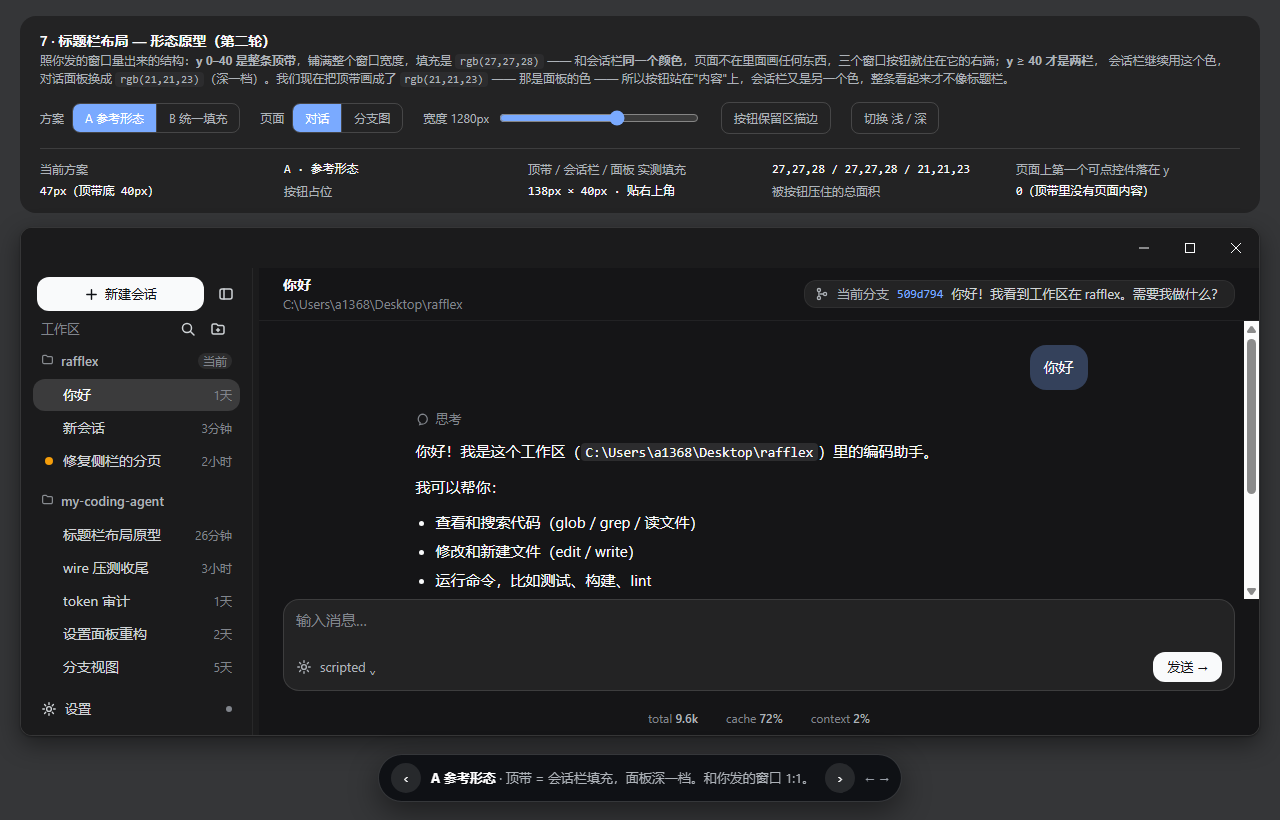 7 · 标题栏布局 — 形态原型（第二轮）
照你发的窗口量出来的结构：y 0–40 是整条顶带，铺满整个窗口宽度，填充是 rgb(27,27,28) —— 和会话栏同一个颜色，页面不在里面画任何东西，三个窗口按钮就住在它的右端；y ≥ 40 才是两栏，会话栏继续用这个色，
对话面板换成 rgb(21,21,23)（深一档）。我们现在把顶带画成了 rgb(21,21,23) —— 那是面板的色 —— 所以按钮站在"内容"上，会话栏又是另一个色，整条看起来才不像标题栏。
方案 A 参考形态 B 统一填充 页面 对话 分支图 宽度 1280px 按钮保留区描边 切换 浅 / 深
当前方案 A · 参考形态 顶带 / 会话栏 / 面板 实测填充 27,27,28 / 27,27,28 / 21,21,23 页面上第一个可点控件落在 y
47px (顶带底 40px) 按钮占位 138px × 40px · 贴右上角 被按钮压住的总面积 0 (顶带里没有页面内容)
新建会话
工作区
rafflex 当前
你好 1天
新会话 3分钟
修复侧栏的分页 2小时
my-coding-agent
标题栏布局原型 26分钟
wire 压测收尾 3小时
token 审计 1天
设置面板重构 2天
分支视图 5天
设置
你好
C:\Users\a1368\Desktop\rafflex
当前分支 509d794 你好！我看到工作区在 rafflex。需要我做什么？
你好
思考
你好！我是这个工作区（C:\Users\a1368\Desktop\rafflex）里的编码助手。
我可以帮你：
• 查看和搜索代码（glob / grep / 读文件）
• 修改和新建文件（edit / write）
• 运行命令，比如测试、构建、lint
输入消息...
scripted
发送 →
total 9.6k cache 72% context 2%
‹ A 参考形态 · 顶带 = 会话栏填充，面板深一档。和你发的窗口 1:1。 › ←→